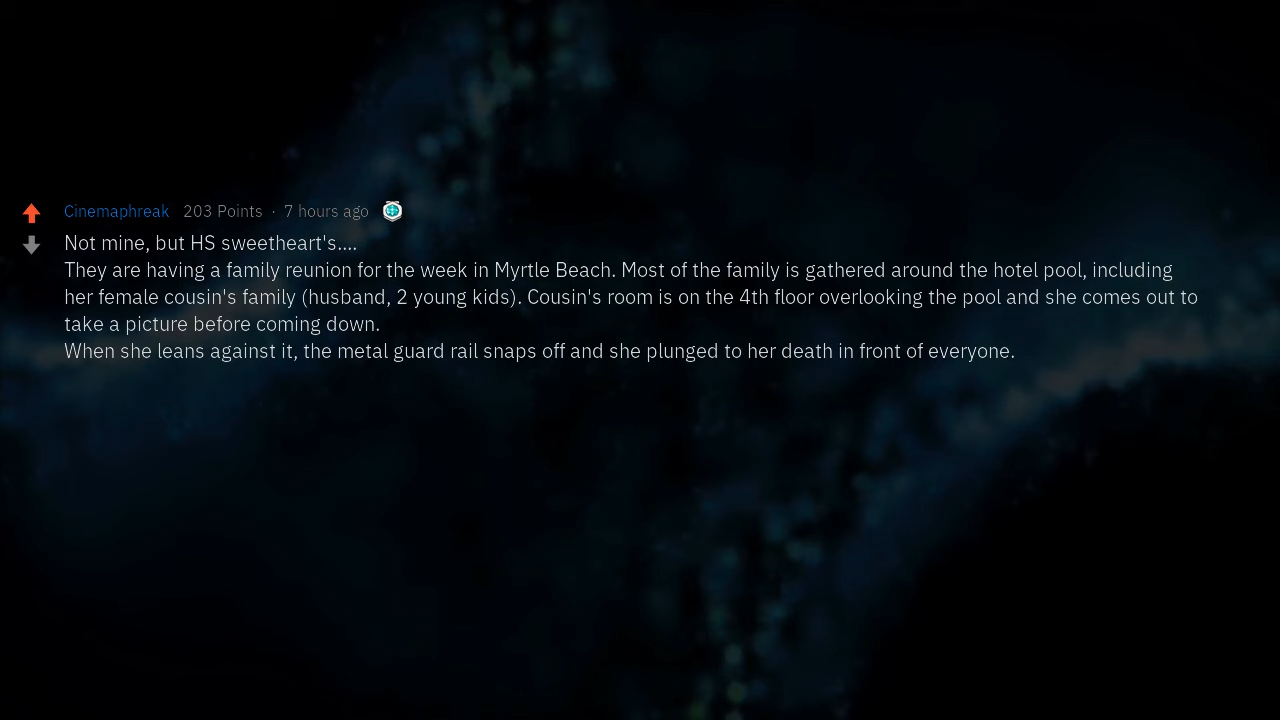 Cinemaphreak 203 Points · 7 hours ago
Not mine, but HS sweetheart's....
They are having a family reunion for the week in Myrtle Beach. Most of the family is gathered around the hotel pool, including
her female cousin's family (husband, 2 young kids). Cousin's room is on the 4th floor overlooking the pool and she comes out to
take a picture before coming down.
When she leans against it, the metal guard rail snaps off and she plunged to her death in front of everyone.